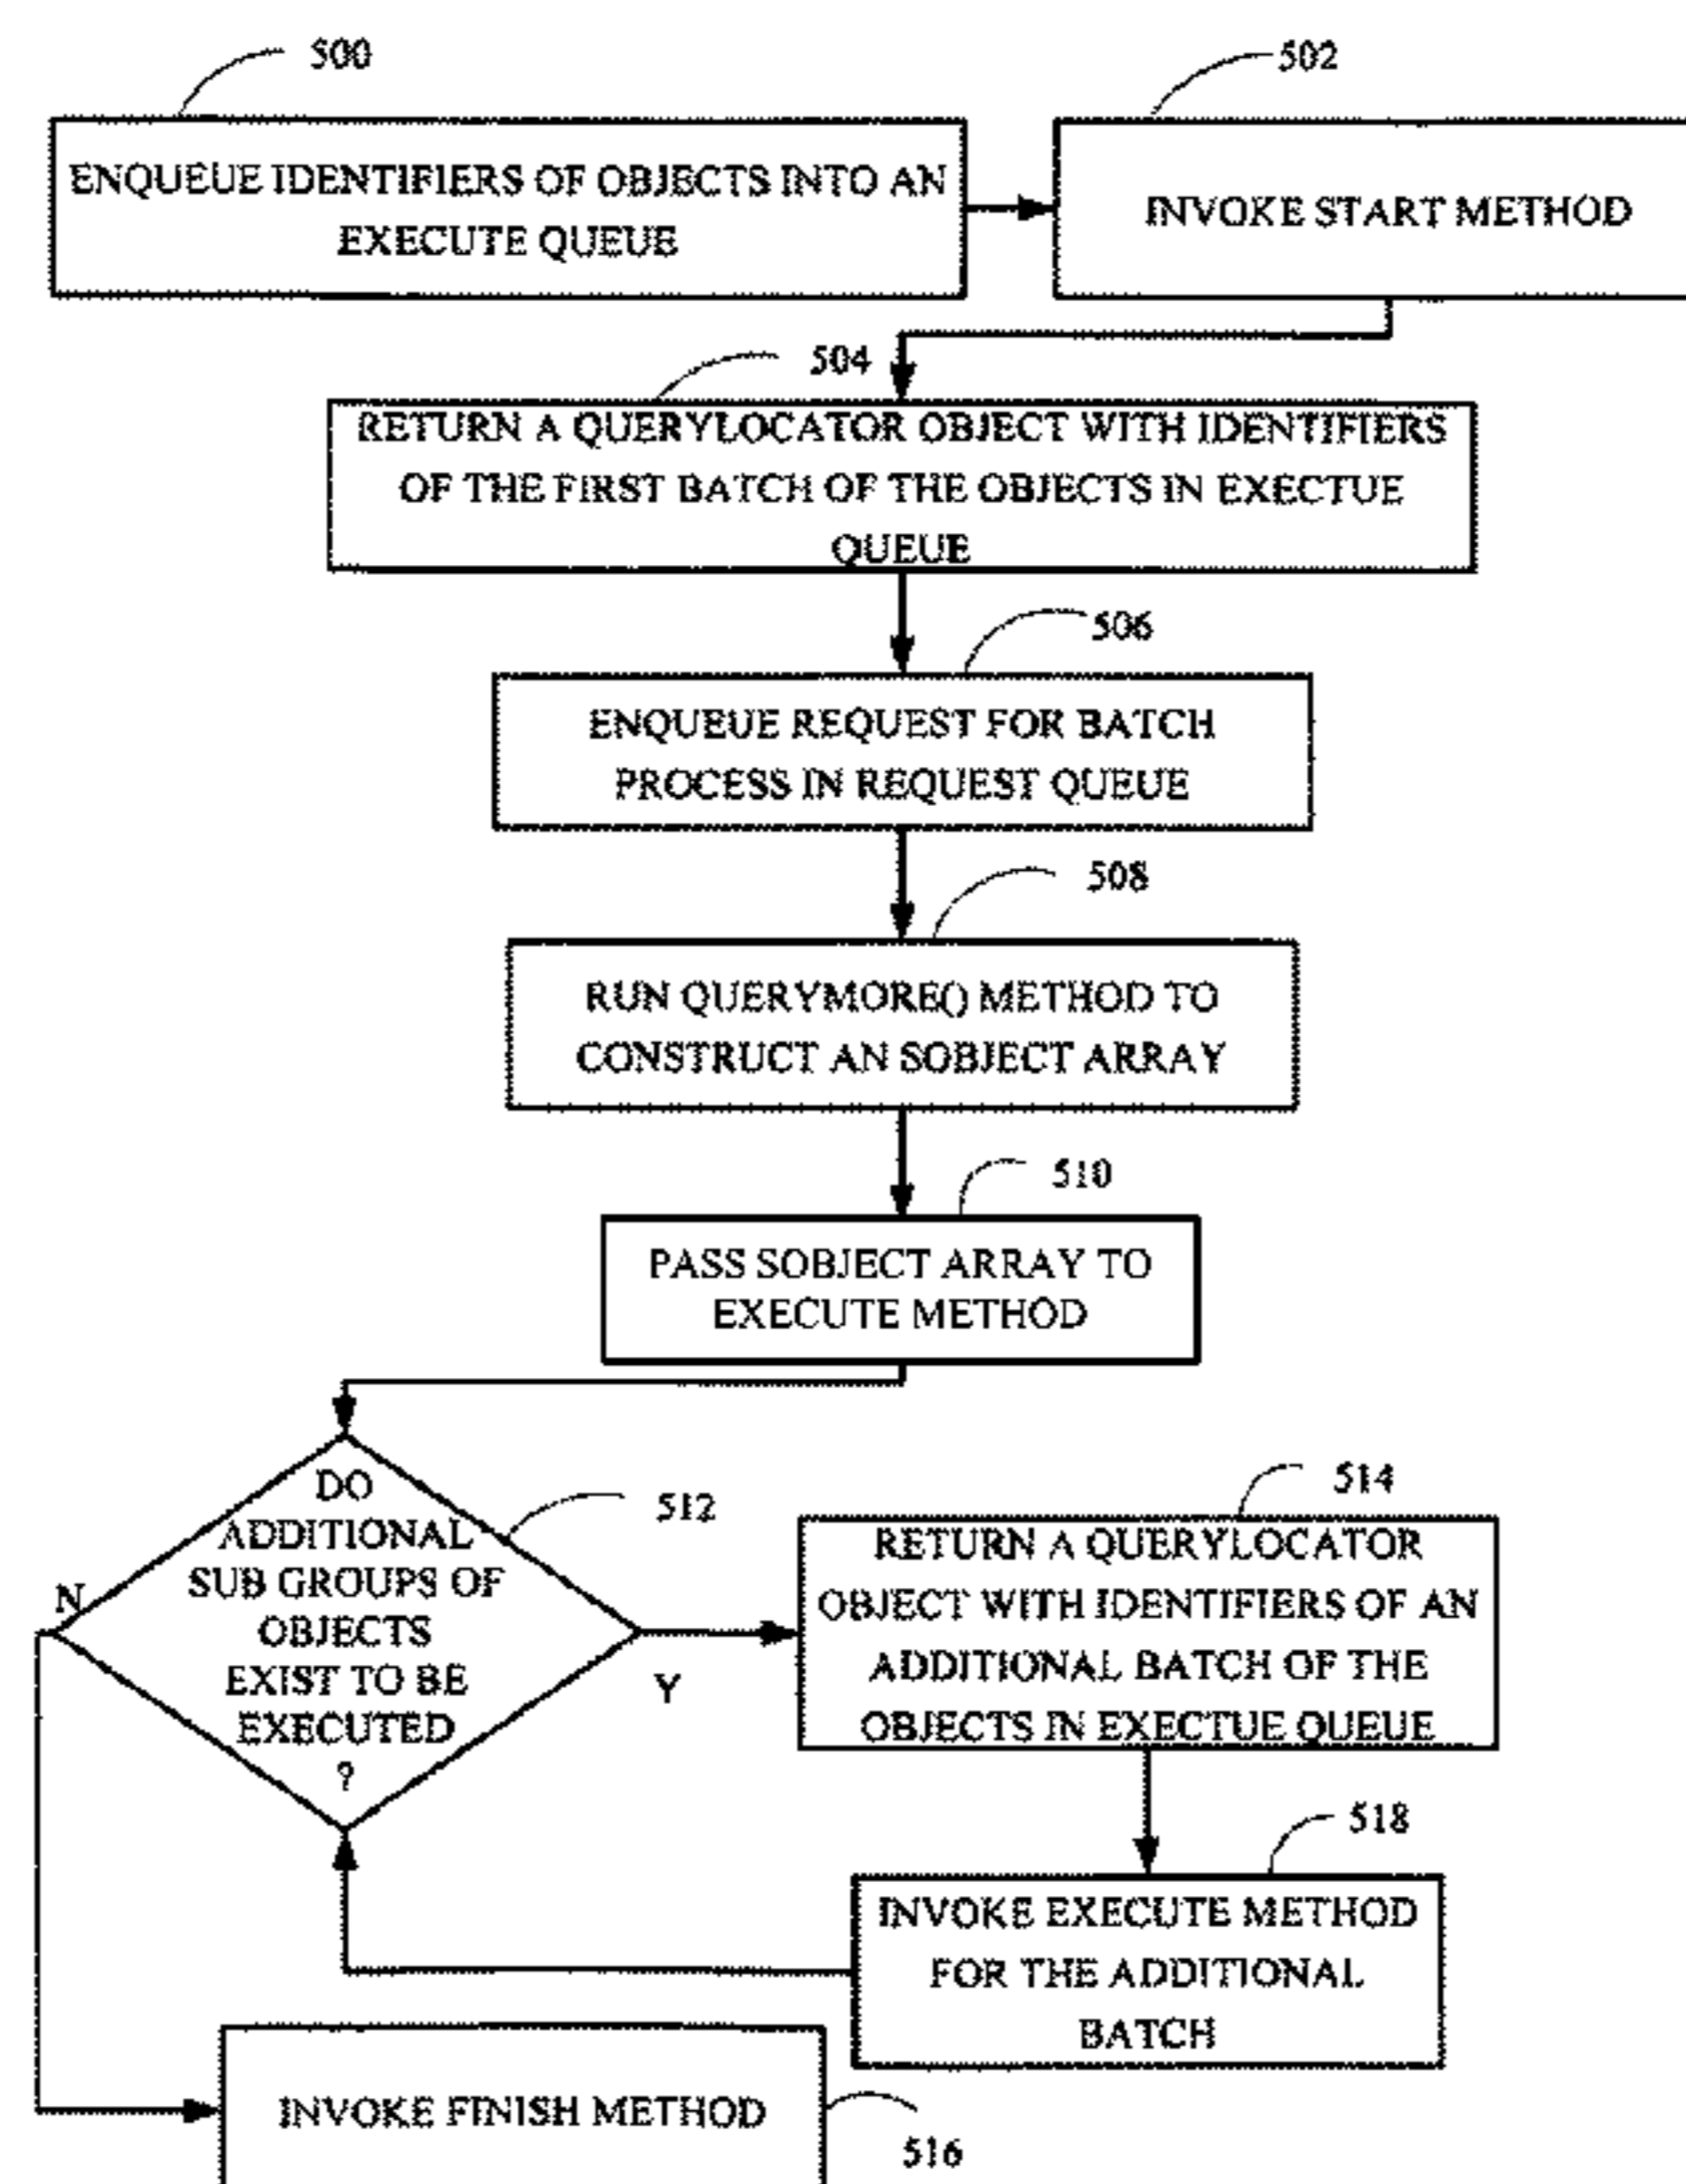 500
502
ENQUEUE IDENTIFIERS OF OBJECTS INTO AN
EXECUTE QUEUE
INVOKE START METHOD
504
RETURN A QUERYLOCATOR OBJECT WITH IDENTIFIERS
OF THE FIRST BATCH OF THE OBJECTS IN EXECTUE
QUEUE
506
ENQUEUE REQUEST FOR BATCH
PROCESS IN REQUEST QUEUE
508
RUN QUERYMORE() METHOD TO
CONSTRUCT AN SOBJECT ARRAY
510
PASS SOBJECT ARRAY TO
EXECUTE METHOD
512
DO
ADDITIONAL
SUB GROUPS OF
OBJECTS
EXIST TO BE
EXECUTED
?
N
Y
514
RETURN A QUERYLOCATOR
OBJECT WITH IDENTIFIERS OF AN
ADDITIONAL BATCH OF THE
OBJECTS IN EXECTUE QUEUE
518
INVOKE EXECUTE METHOD
FOR THE ADDITIONAL
BATCH
INVOKE FINISH METHOD
516